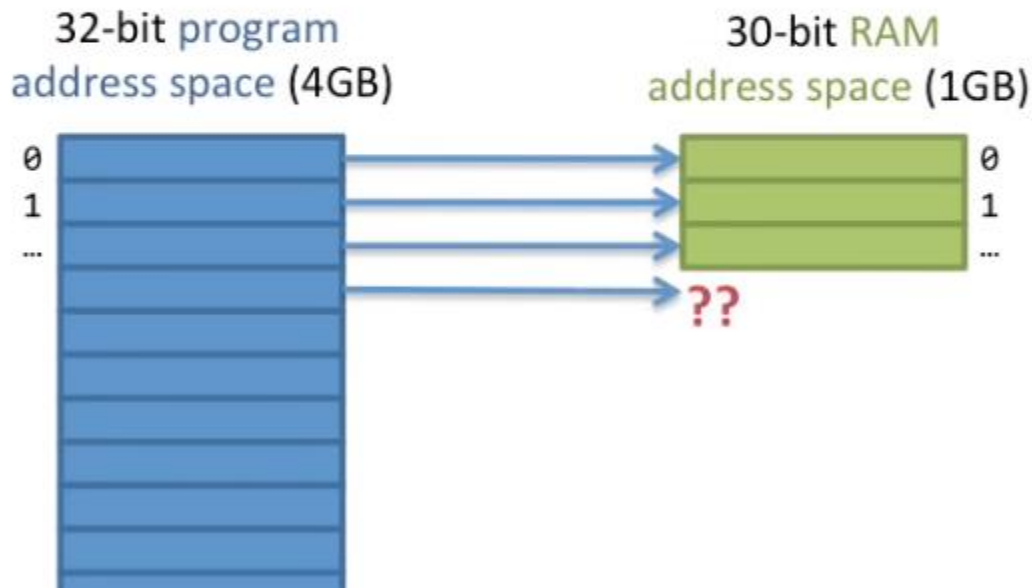 32-bit program
address space (4GB)
30-bit RAM
address space (1GB)
0
1
…
0
1
…
??